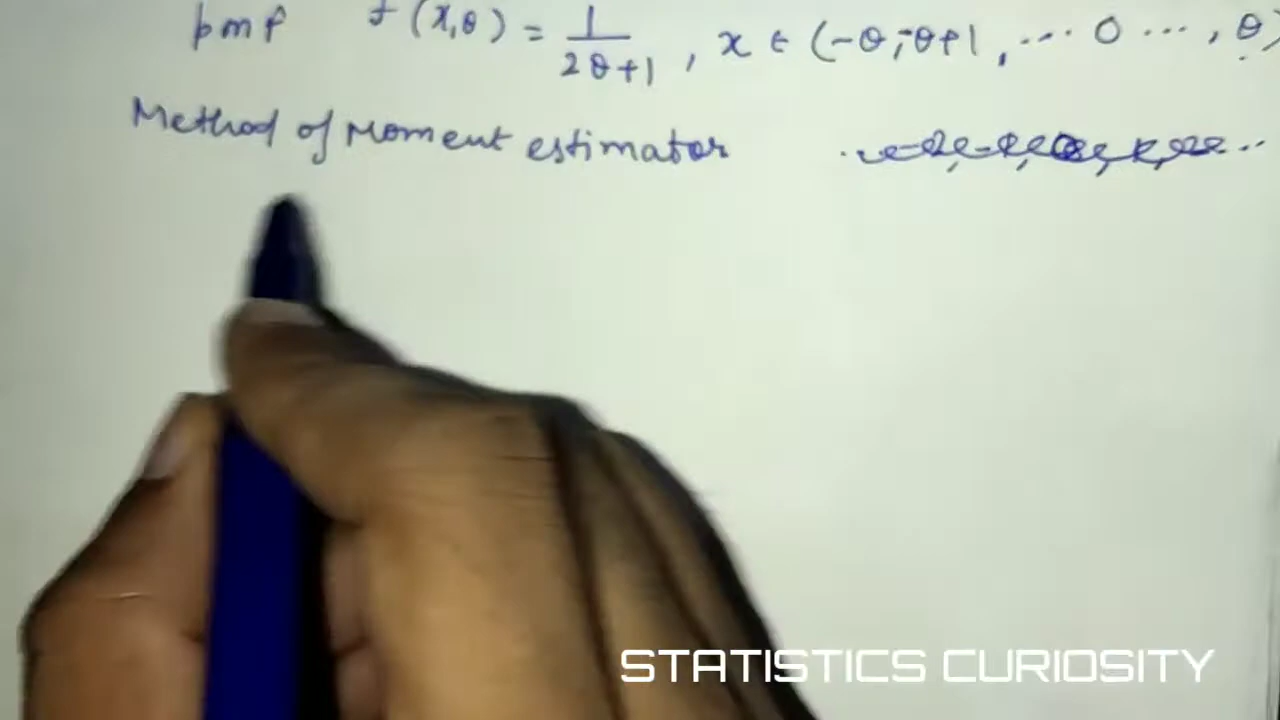 pmf f(x,θ) = 1/2θ+1, x ∈ (-θ,-θ+1, ... 0 ..., θ)
Method of Moment estimator
STATISTICS CURIOSITY